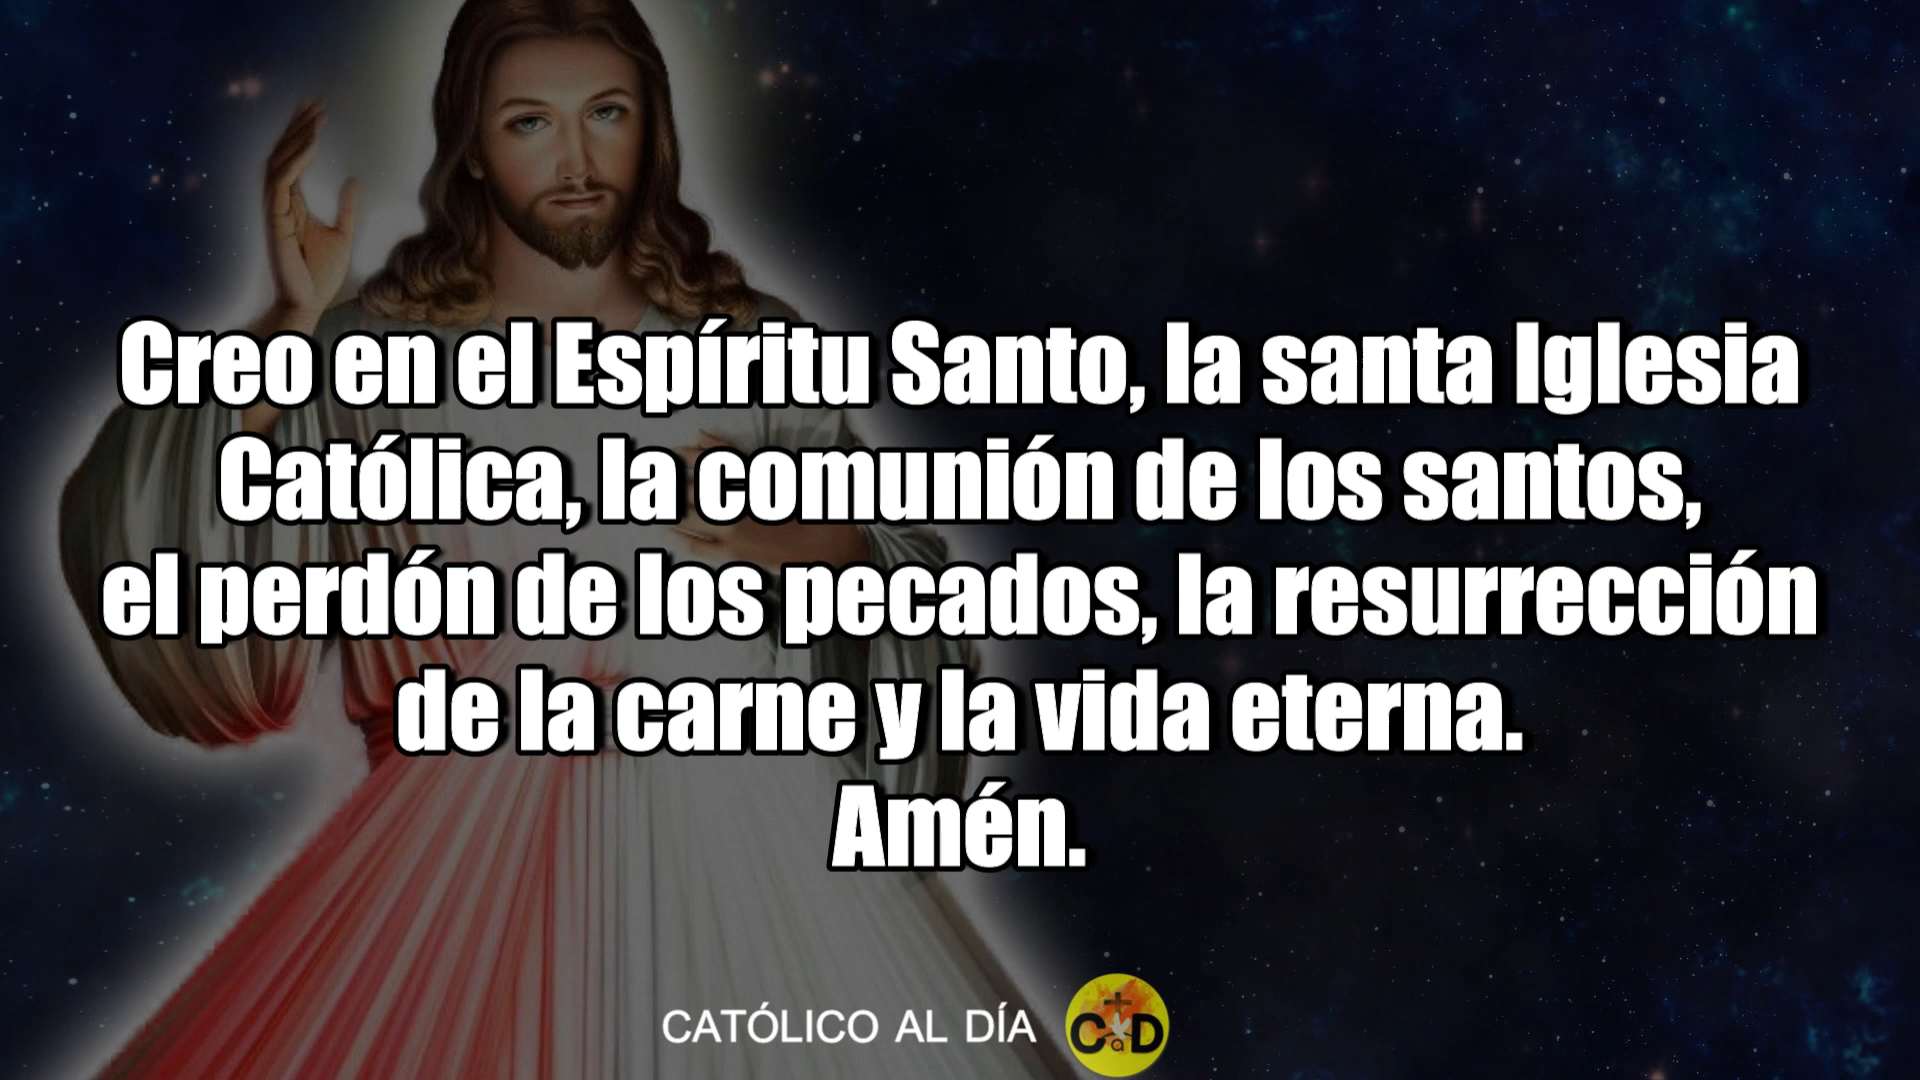 Creo en el Espíritu Santo, la santa Iglesia
Católica, la comunión de los santos,
el perdón de los pecados, la resurrección
de la carne y la vida eterna.
Amén.
CATÓLICO AL DÍA
CaD